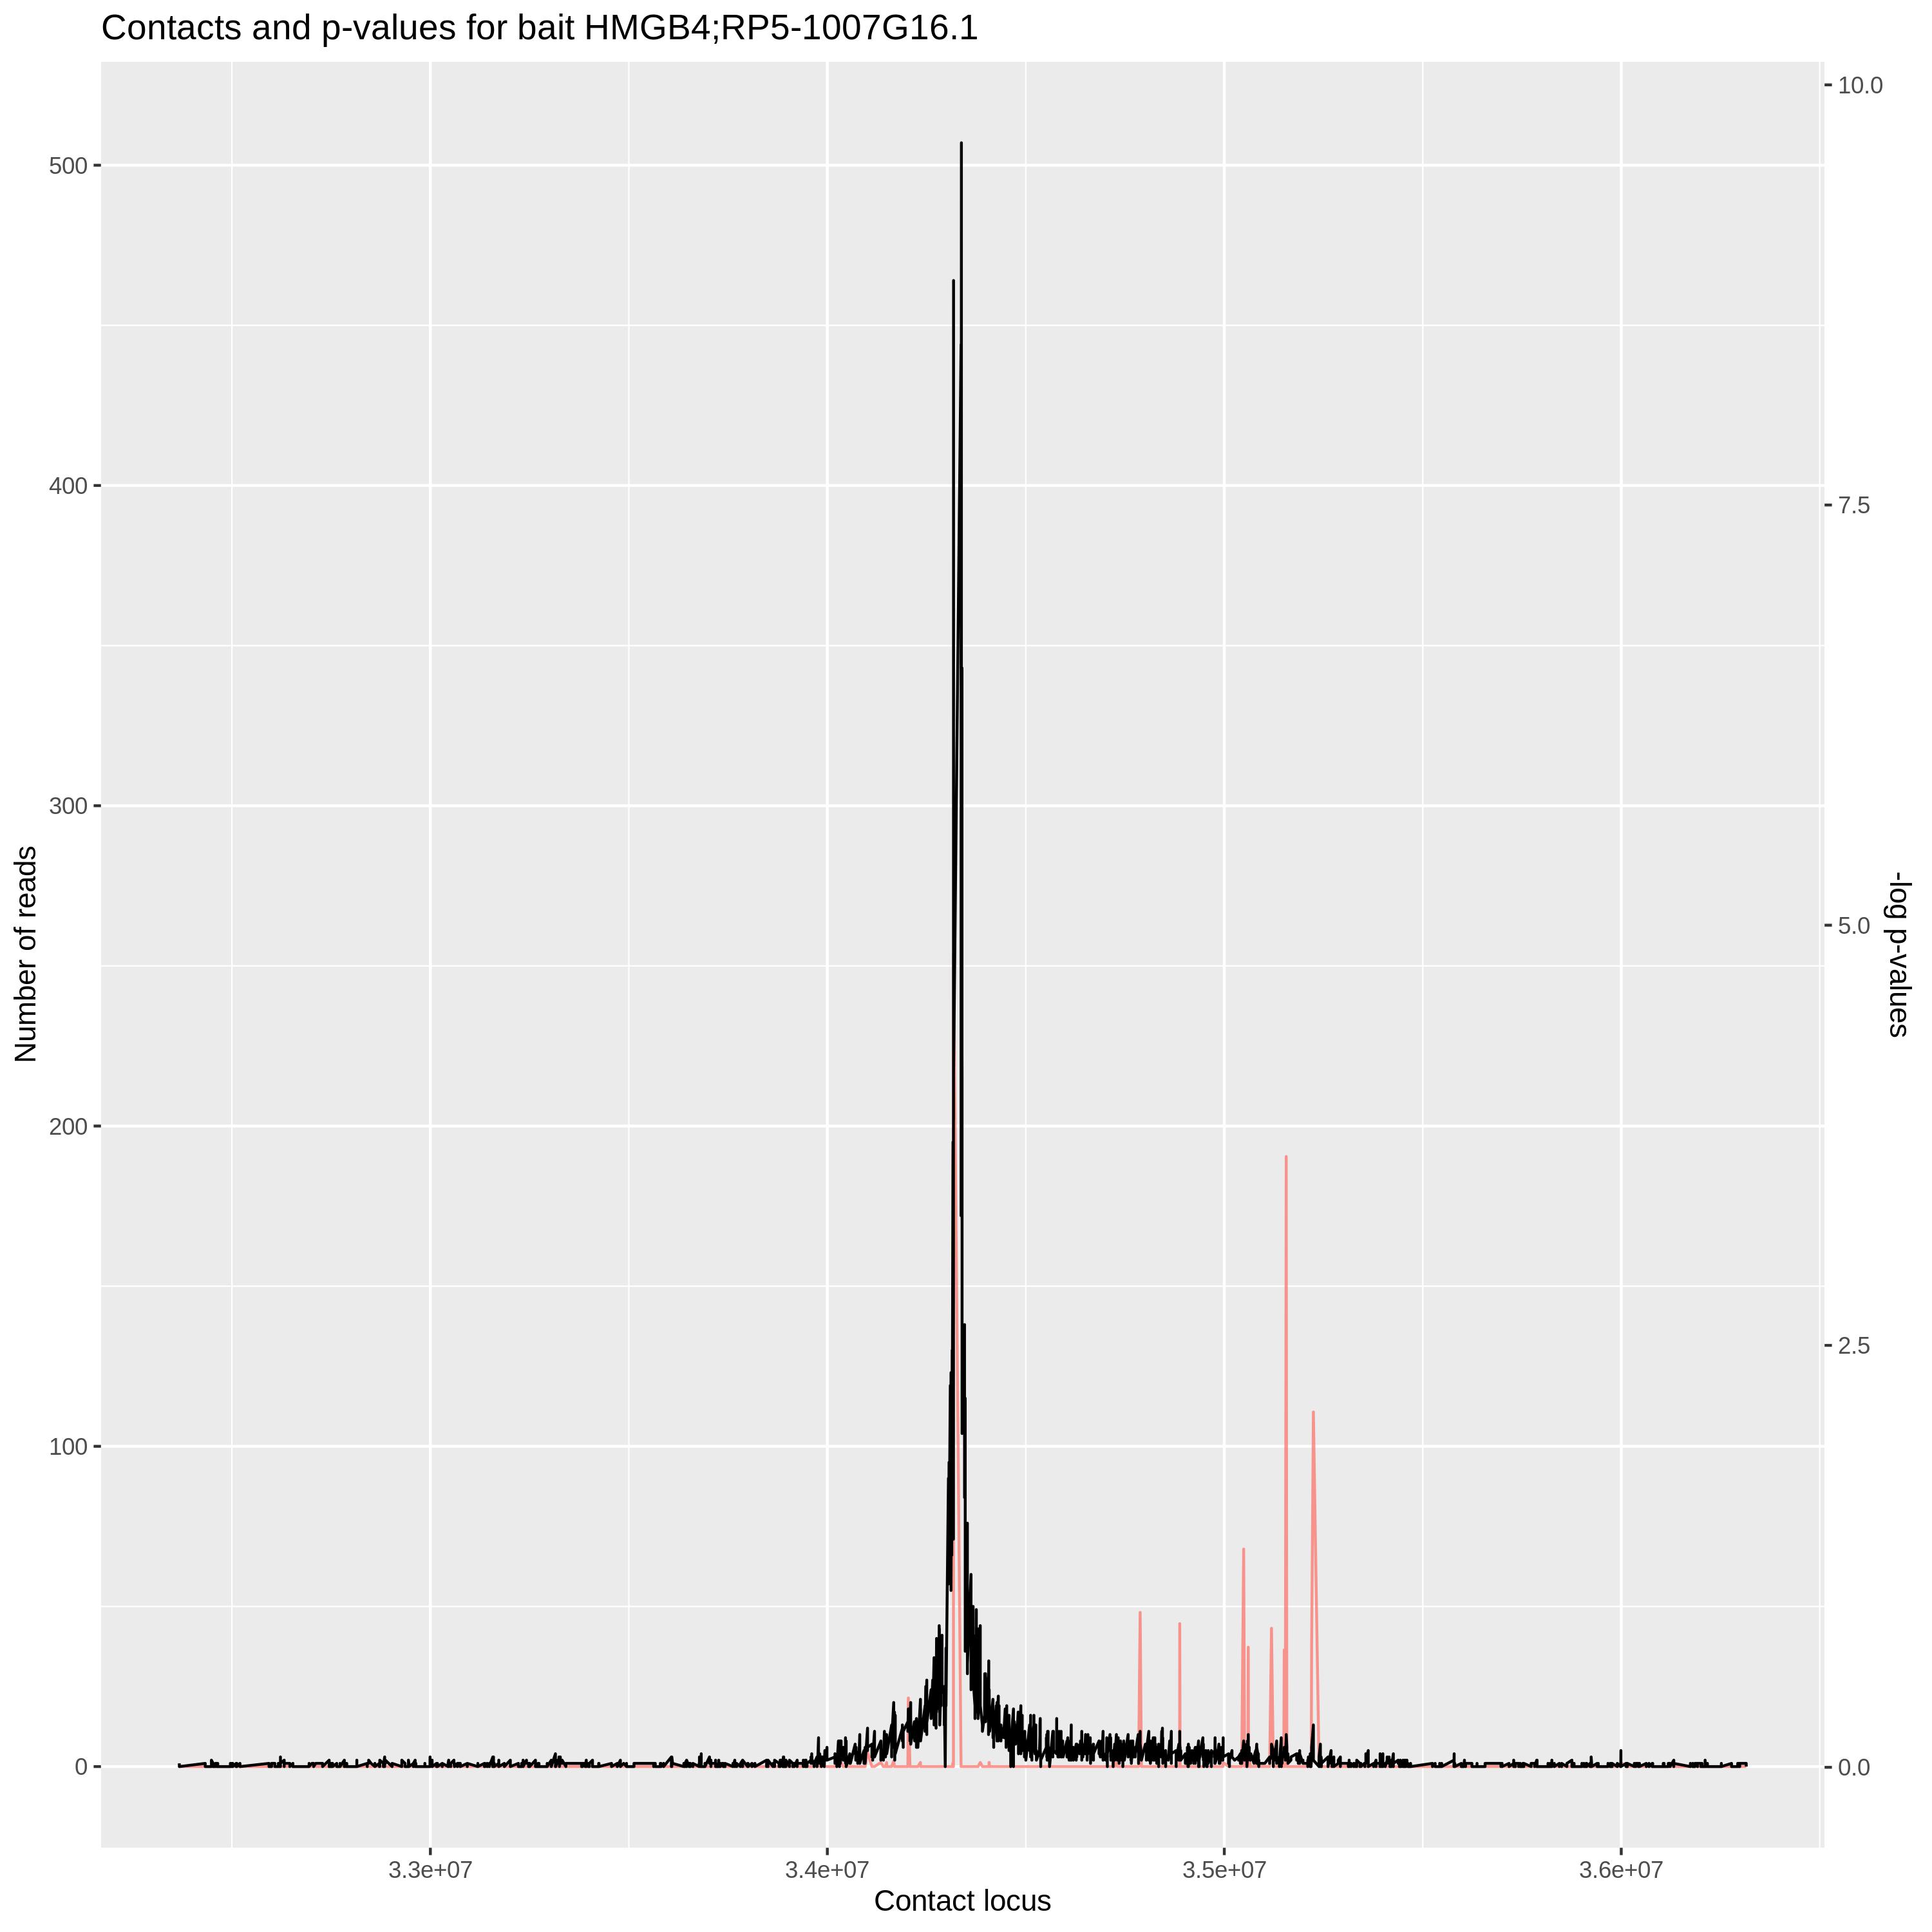 Contacts and p-values for bait HMGB4;RP5-1007G16.1
10.0
500
400
7.5
300
Number of reads
5.0
-log p-values
200
2.5
100
0
0.0
3.3e+07
3.4e+07
3.5e+07
3.6e+07
Contact locus